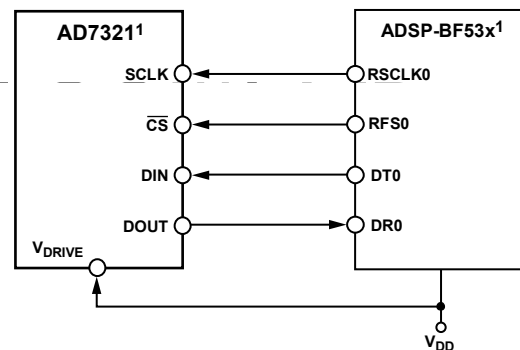 AD7321¹ ADSP-BF53x¹
SCLK RSCLK0
CS RFS0
DIN DT0
DOUT DR0
VDRIVE
VDD